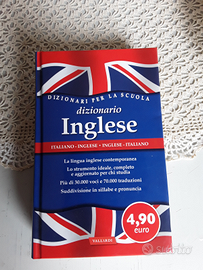 DIZIONARI PER LA SCUOLA
dizionario
Inglese
ITALIANO - INGLESE • INGLESE - ITALIANO
La lingua inglese contemporanea
Lo strumento ideale, completo
e aggiornato per chi studia
Più di 30.000 voci e 70.000 traduzioni
Suddivisione in sillabe e pronuncia
4,90
euro
VALLARDI
subito